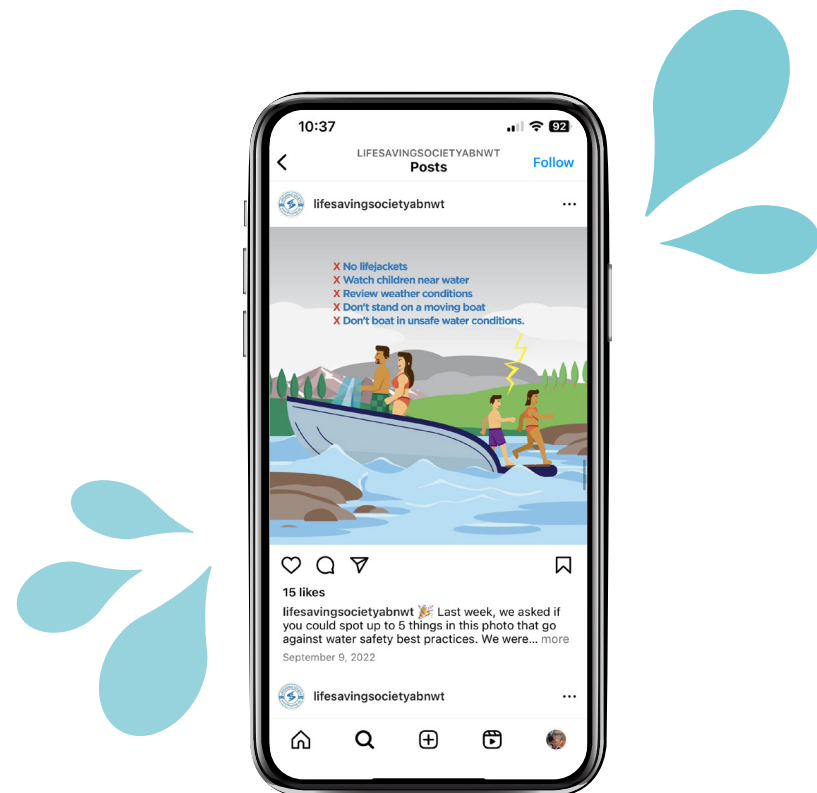 10:37
92
LIFESAVINGSOCIETYABNWT
Posts
Follow
lifesavingsocietyabnwt
X No lifejackets
X Watch children near water
X Review weather conditions
X Don't stand on a moving boat
X Don't boat in unsafe water conditions.
15 likes
lifesavingsocietyabnwt 🎉 Last week, we asked if
you could spot up to 5 things in this photo that go
against water safety best practices. We were... more
September 9, 2022
lifesavingsocietyabnwt